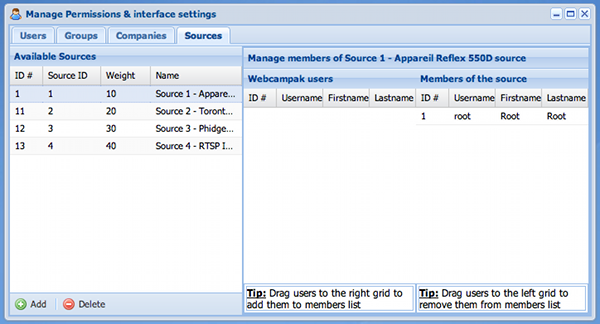 Manage Permissions & interface settings
Users Groups Companies Sources
Available Sources
ID # Source ID Weight Name
1 1 10 Source 1 - Appare...
11 2 20 Source 2 - Toront...
12 3 30 Source 3 - Phidge...
13 4 40 Source 4 - RTSP I...
Add Delete
Manage members of Source 1 - Appareil Reflex 550D source
Webcampak users
ID # Username Firstname Lastname
Tip: Drag users to the right grid to
add them to members list
Members of the source
ID # Username Firstname Lastname
1 root Root Root
Tip: Drag users to the left grid to
remove them from members list